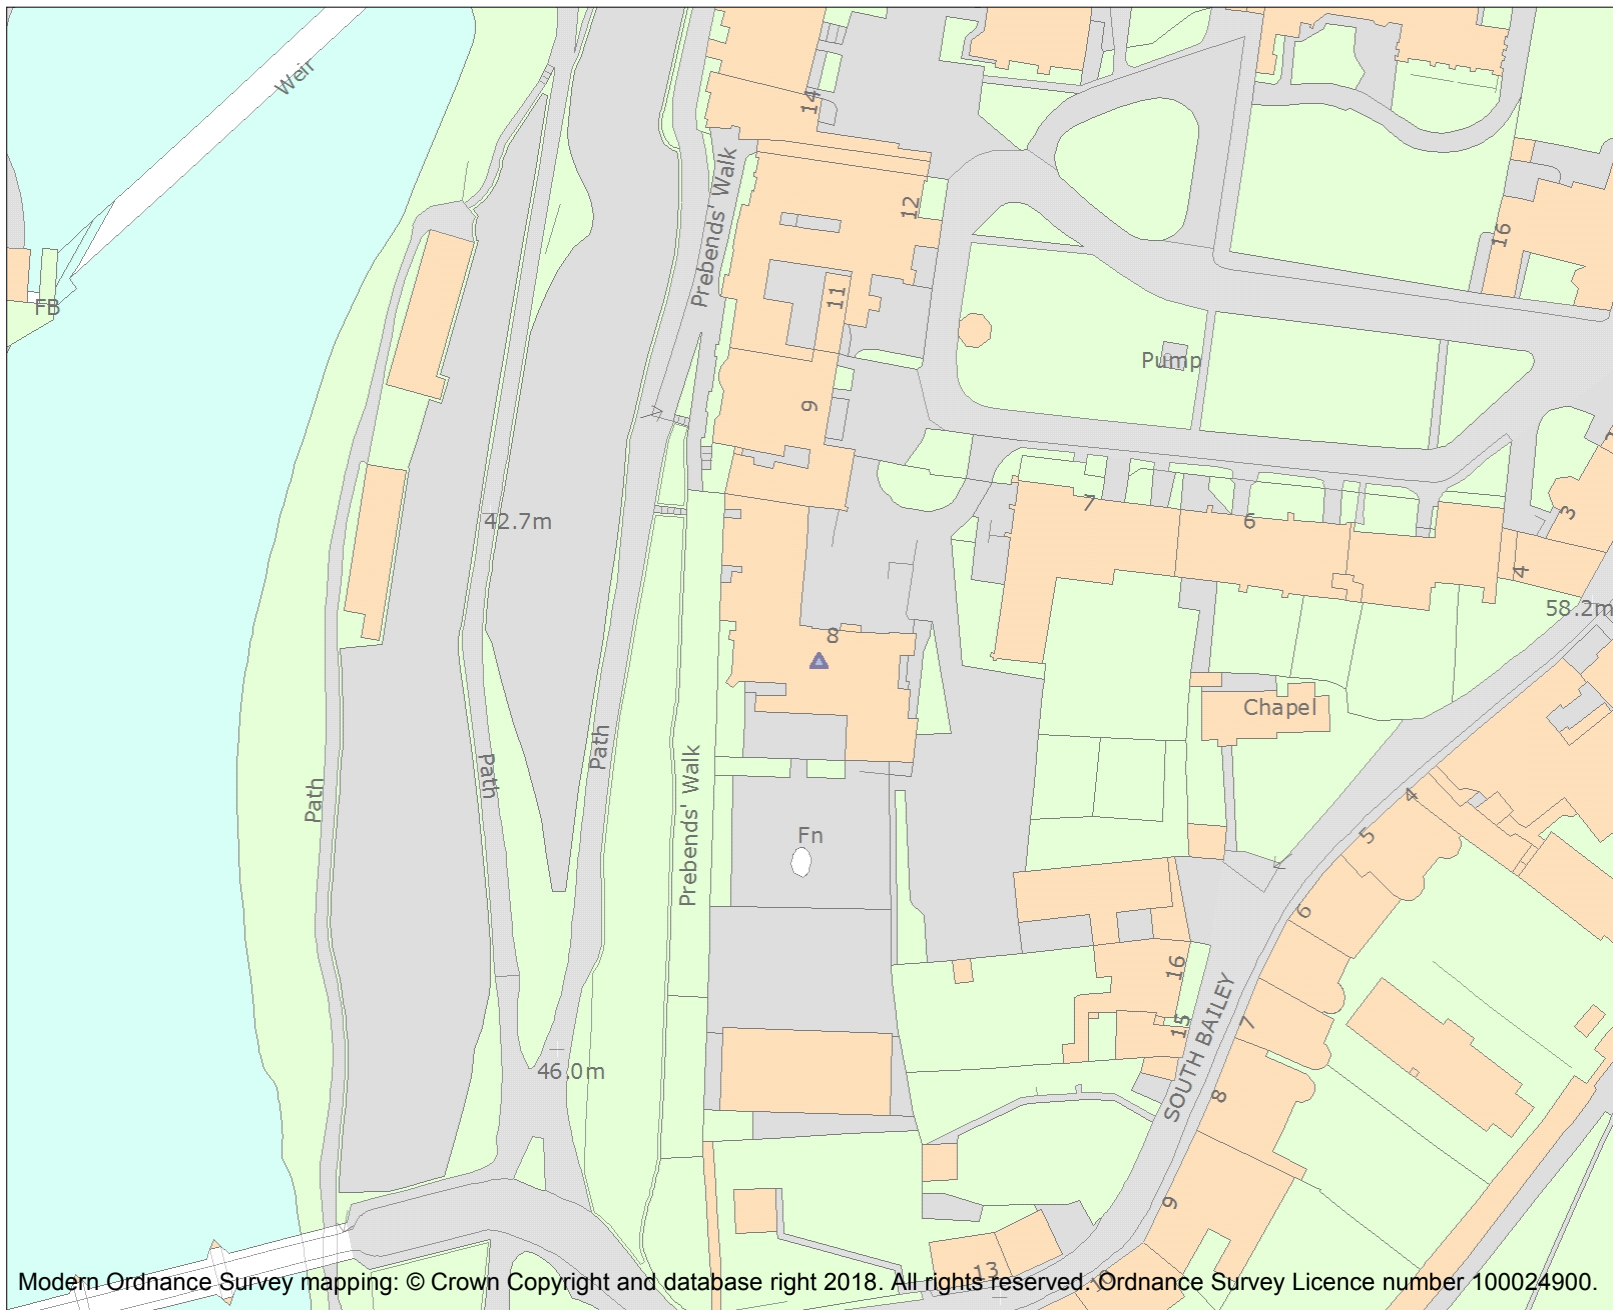 Weir
14
Prebends' Walk
12
16
FB
11
Pump
9
7
6
3
42.7m
4
58.2m
8
Chapel
Path
Path
Path
Prebends' Walk
4
5
Fn
6
16
SOUTH BAILEY
15
7
46.0m
8
9
13
10
Modern Ordnance Survey mapping: © Crown Copyright and database right 2018. All rights reserved. Ordnance Survey Licence number 100024900.